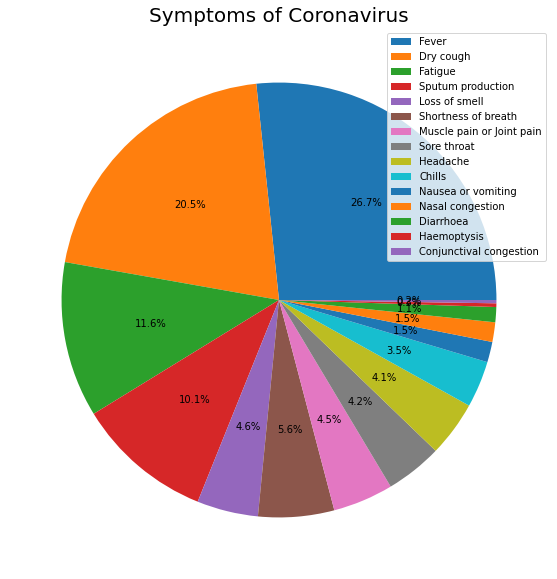 Symptoms of Coronavirus
Fever
Dry cough
Fatigue
Sputum production
Loss of smell
Shortness of breath
Muscle pain or Joint pain
Sore throat
Headache
Chills
Nausea or vomiting
Nasal congestion
Diarrhoea
Haemoptysis
Conjunctival congestion
26.7%
20.5%
11.6%
10.1%
4.6%
5.6%
4.5%
4.2%
4.1%
3.5%
1.5%
1.5%
1.1%